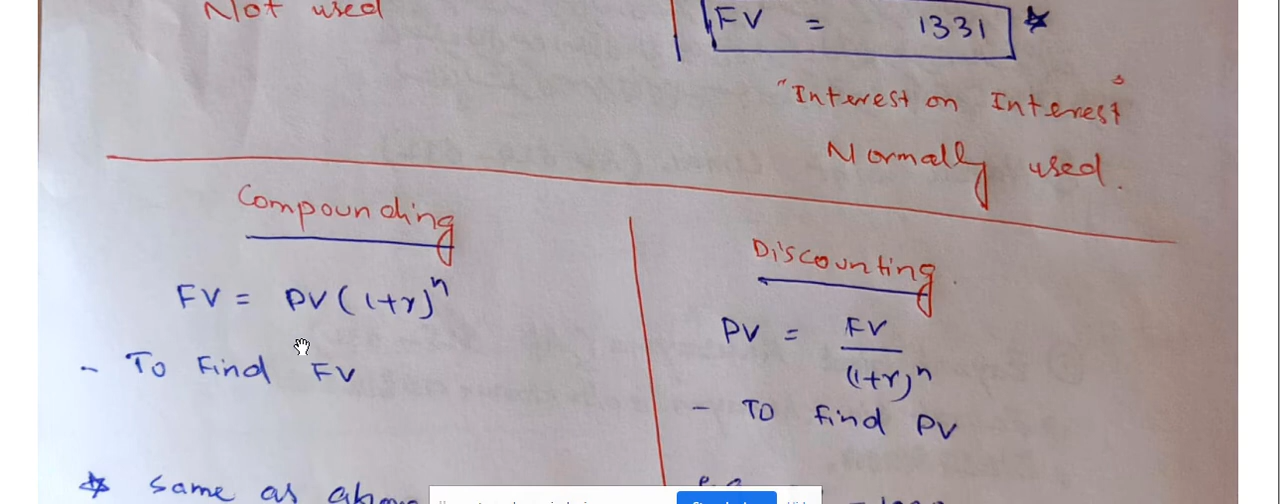 Not used
FV = 1331
"Interest on Interest"
Normally used.
Compounding
FV = PV(1+r)^n
- To Find FV
Discounting
PV = FV / (1+r)^n
- To find PV
* same as above